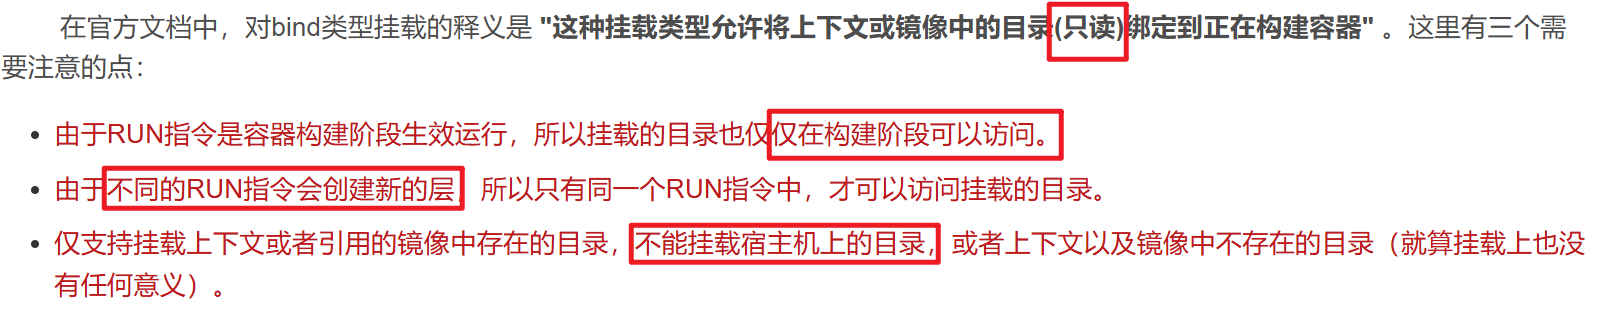 在官方文档中，对bind类型挂载的释义是 "这种挂载类型允许将上下文或镜像中的目录(只读)绑定到正在构建容器" 。这里有三个需
要注意的点：
• 由于RUN指令是容器构建阶段生效运行，所以挂载的目录也仅仅在构建阶段可以访问。
• 由于不同的RUN指令会创建新的层，所以只有同一个RUN指令中，才可以访问挂载的目录。
• 仅支持挂载上下文或者引用的镜像中存在的目录，不能挂载宿主机上的目录，或者上下文以及镜像中不存在的目录（就算挂载上也没
有任何意义）。